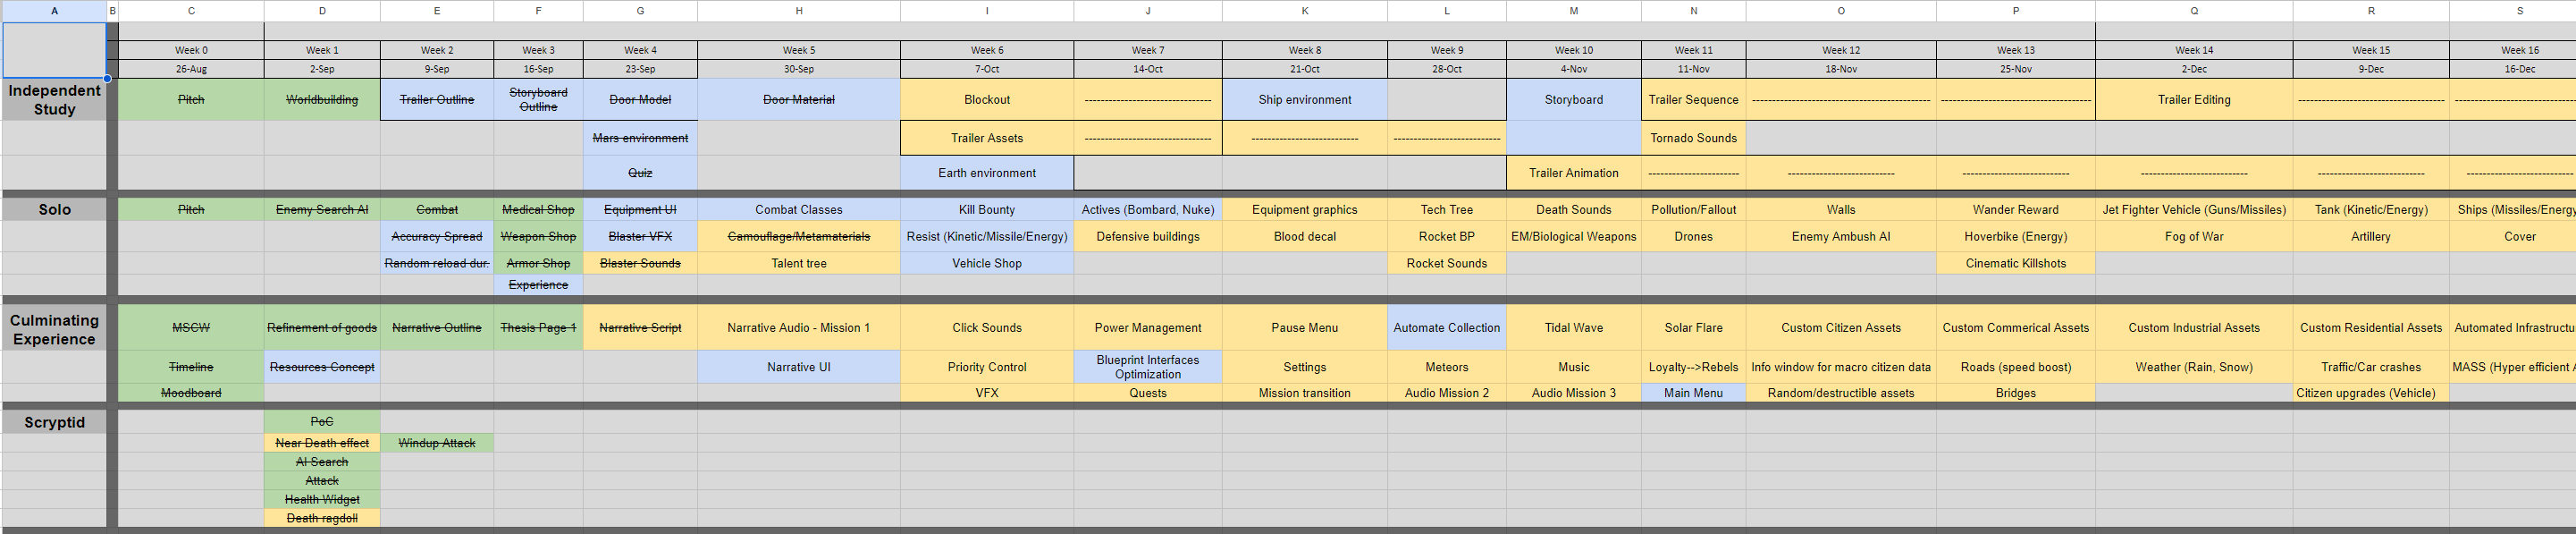 A B C D E F G H I J K L M N O P Q R S
Week 0 Week 1 Week 2 Week 3 Week 4 Week 5 Week 6 Week 7 Week 8 Week 9 Week 10 Week 11 Week 12 Week 13 Week 14 Week 15 Week 16
26-Aug 2-Sep 9-Sep 16-Sep 23-Sep 30-Sep 7-Oct 14-Oct 21-Oct 28-Oct 4-Nov 11-Nov 18-Nov 25-Nov 2-Dec 9-Dec 16-Dec
Independent
Study
Pitch Worldbuilding Trailer Outline Storyboard
Outline Door Model Door Material Blockout ------------------------------ Ship environment Storyboard Trailer Sequence ------------------------------------------ ------------------------------------ Trailer Editing ----------------------------------- -----------------------------
Mars environment Trailer Assets ------------------------------ -------------------------- -------------------------- Tornado Sounds
Quiz Earth environment Trailer Animation ---------------------- -------------------------- -------------------------- -------------------------- -------------------------- --------------------------
Solo Pitch Enemy Search AI Combat Medical Shop Equipment UI Combat Classes Kill Bounty Actives (Bombard, Nuke) Equipment graphics Tech Tree Death Sounds Pollution/Fallout Walls Wander Reward Jet Fighter Vehicle (Guns/Missiles) Tank (Kinetic/Energy) Ships (Missiles/Energy
Accuracy Spread Weapon Shop Blaster VFX Camouflage/Metamaterials Resist (Kinetic/Missile/Energy) Defensive buildings Blood decal Rocket BP EM/Biological Weapons Drones Enemy Ambush AI Hoverbike (Energy) Fog of War Artillery Cover
Random reload dur. Armor Shop Blaster Sounds Talent tree Vehicle Shop Rocket Sounds Cinematic Killshots
Experience
Culminating
Experience
MSCW Refinement of goods Narrative Outline Thesis Page 1 Narrative Script Narrative Audio - Mission 1 Click Sounds Power Management Pause Menu Automate Collection Tidal Wave Solar Flare Custom Citizen Assets Custom Commerical Assets Custom Industrial Assets Custom Residential Assets Automated Infrastructu
Timeline Resources Concept Narrative UI Priority Control Blueprint Interfaces
Optimization Settings Meteors Music Loyalty-->Rebels Info window for macro citizen data Roads (speed boost) Weather (Rain, Snow) Traffic/Car crashes MASS (Hyper efficient A
Moodboard VFX Quests Mission transition Audio Mission 2 Audio Mission 3 Main Menu Random/destructible assets Bridges Citizen upgrades (Vehicle)
Scryptid PoC
Near Death effect Windup Attack
AI Search
Attack
Health Widget
Death ragdoll